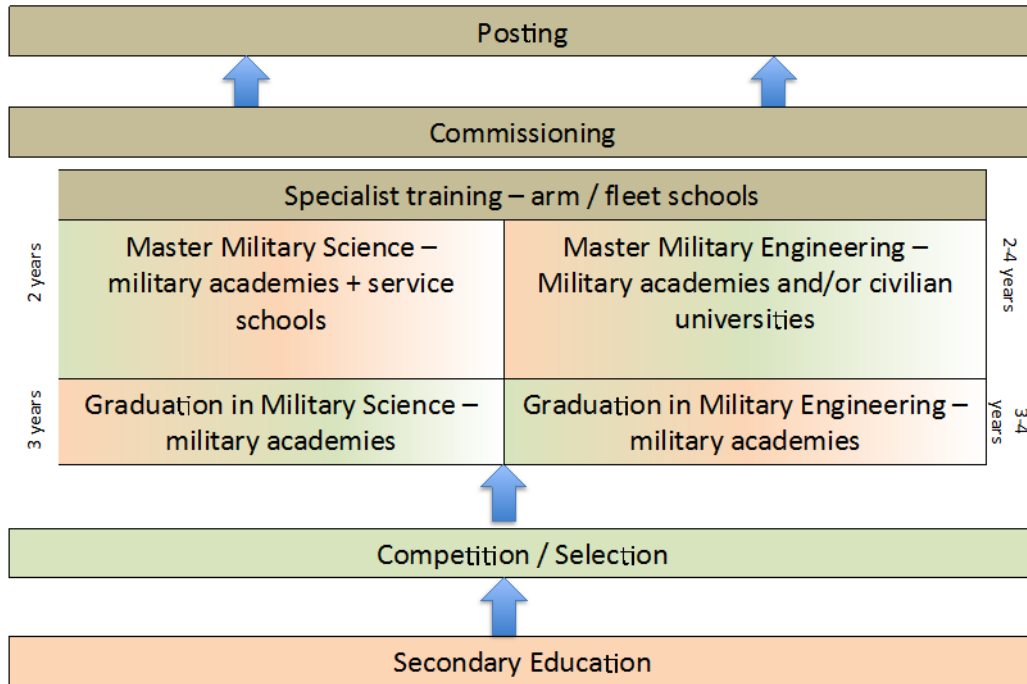 Posting
Commissioning
Specialist training – arm / fleet schools
2 years
Master Military Science –
military academies + service
schools
Master Military Engineering –
Military academies and/or civilian
universities
2-4 years
3 years
Graduation in Military Science –
military academies
Graduation in Military Engineering –
military academies
3-4
years
Competition / Selection
Secondary Education